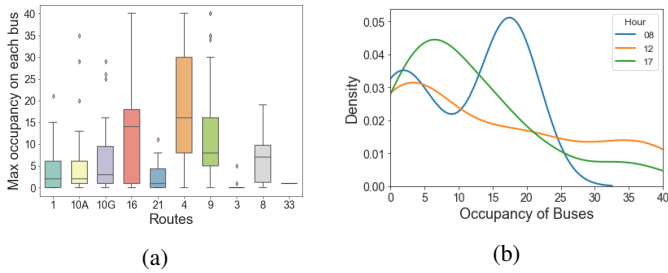 Max occupancy on each bus
40
35
30
25
20
15
10
5
0
1 10A 10G 16 21 4 9 3 8 33
Routes
(a)
Density
0.05
0.04
0.03
0.02
0.01
0.00
0 5 10 15 20 25 30 35 40
Occupancy of Buses
Hour
08
12
17
(b)